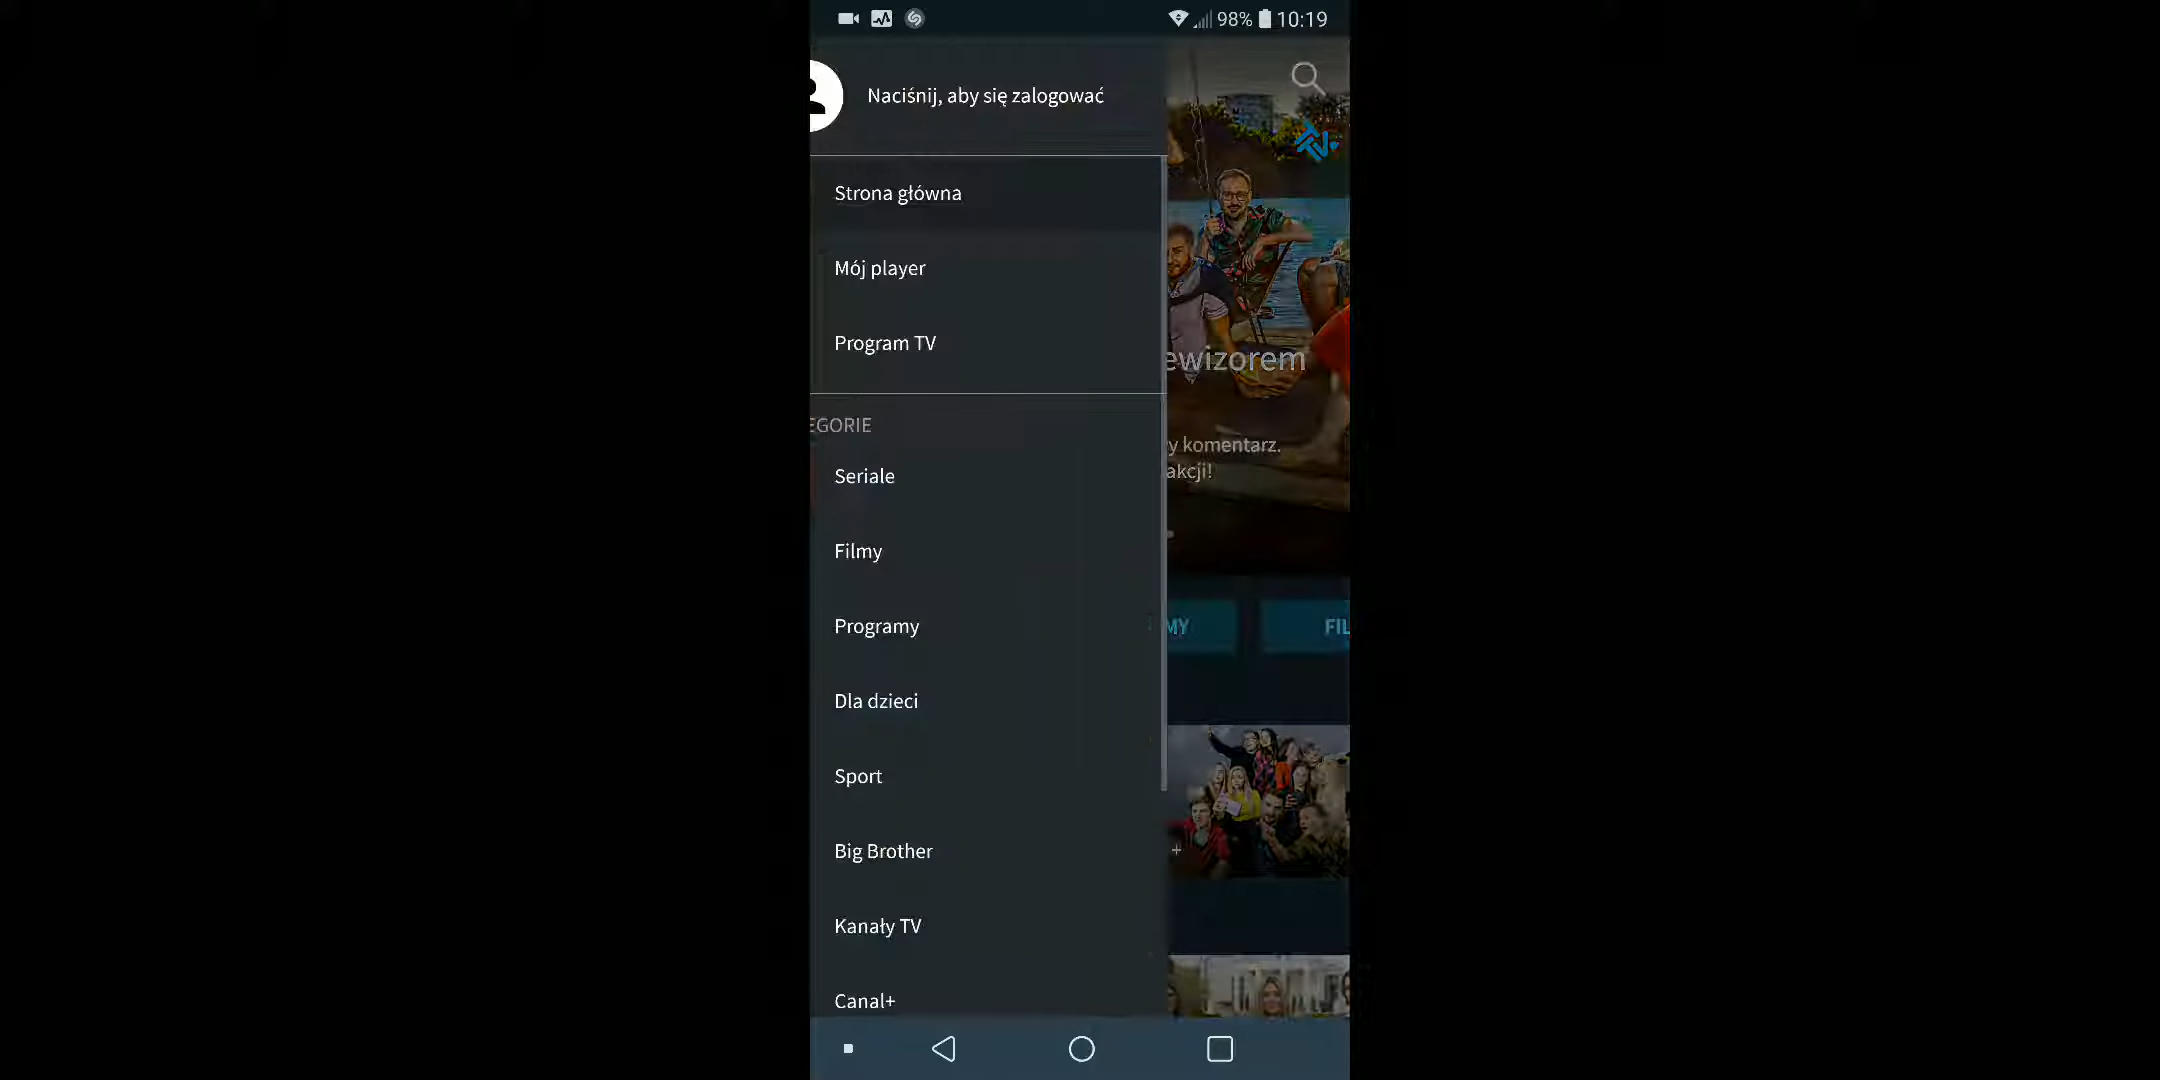 98% 10:19
Naciśnij, aby się zalogować
Strona główna
Mój player
Program TV
ewizorem
EGORIE
y komentarz.
akcji!
Seriale
Filmy
Programy
MY
FIL
Dla dzieci
Sport
Big Brother
+
Kanały TV
Canal+